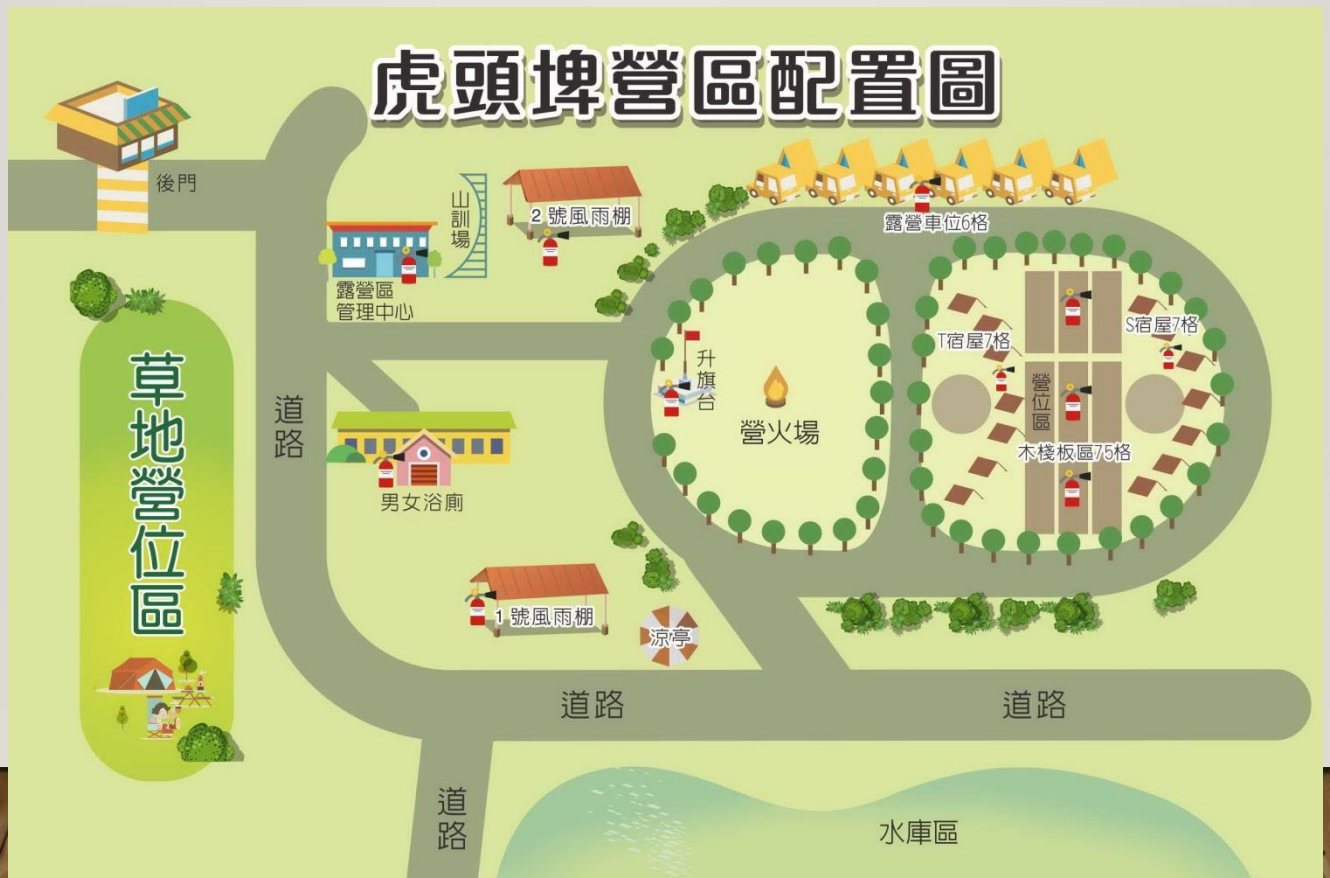 虎頭埤營區配置圖
後門
山訓場
2號風雨棚
露營車位6格
露營區
管理中心
草地營位區
道路
升旗台
營火場
T宿屋7格
S宿屋7格
營位區
木棧板區75格
男女浴廁
1號風雨棚
涼亭
道路
道路
道路
水庫區